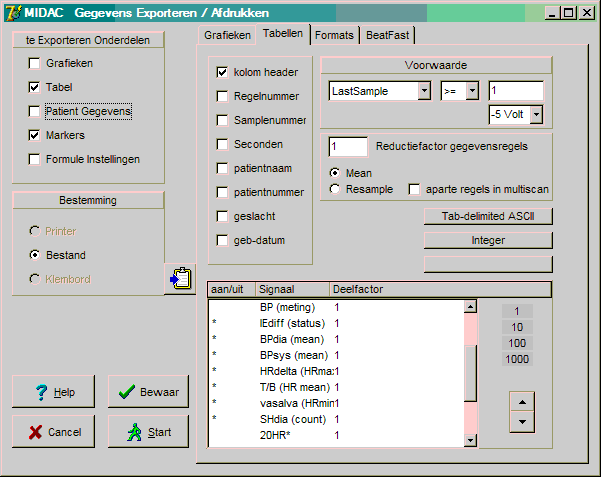 MIDAC Gegevens Exporteren / Afdrukken
te Exporteren Onderdelen
Grafieken
Tabel
Patient Gegevens
Markers
Formule Instellingen
Bestemming
Printer
Bestand
Klembord
Help
Bewaar
Cancel
Start
Grafieken Tabellen Formats BeatFast
kolom header
Regelnummer
Samplenummer
Seconden
patientnaam
patientnummer
geslacht
geb-datum
Voorwaarde
LastSample >= 1
-5 Volt
1 Reductiefactor gegevensregels
Mean
Resample aparte regels in multiscan
Tab-delimited ASCII
Integer
aan/uit Signaal Deelfactor
BP (meting) 1
* IEdiff (status) 1
* BPdia (mean) 1
* BPsys (mean) 1
* HRdelta (HRma:1
* T/B (HR mean) 1
* vasalva (HRmin1
* SHdia (count) 1
20HR* 1
1
10
100
1000